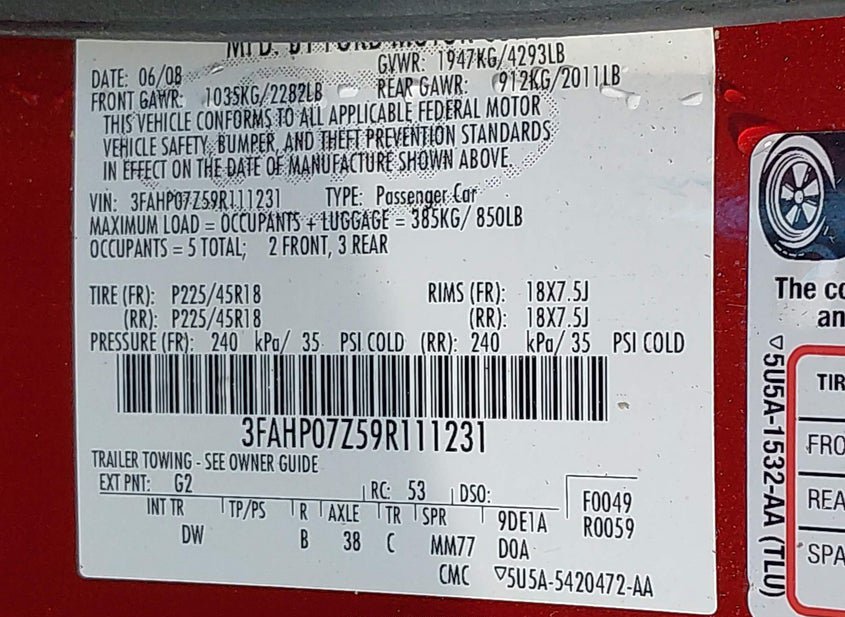 MFD. BY FORD MOTOR
DATE: 06/08 GVWR: 1947KG/4293LB
FRONT GAWR: 1035KG/2282LB REAR GAWR: 912KG/2011LB
THIS VEHICLE CONFORMS TO ALL APPLICABLE FEDERAL MOTOR
VEHICLE SAFETY, BUMPER, AND THEFT PREVENTION STANDARDS
IN EFFECT ON THE DATE OF MANUFACTURE SHOWN ABOVE.
VIN: 3FAHP07Z59R111231 TYPE: Passenger Car
MAXIMUM LOAD = OCCUPANTS + LUGGAGE = 385KG/ 850LB
OCCUPANTS = 5 TOTAL; 2 FRONT, 3 REAR
TIRE (FR): P225/45R18 RIMS (FR): 18X7.5J
(RR): P225/45R18 (RR): 18X7.5J
PRESSURE (FR): 240 kPa/ 35 PSI COLD (RR): 240 kPa/ 35 PSI COLD
3FAHP07Z59R111231
TRAILER TOWING - SEE OWNER GUIDE
EXT PNT: G2 RC: 53 DSO: F0049
INT TR TP/PS R AXLE TR SPR 9DE1A R0059
DW B 38 C MM77 D0A
CMC ▽5U5A-5420472-AA
The co
an
▽5U5A-1532-AA (TLU)
TIR
FRO
REA
SPA